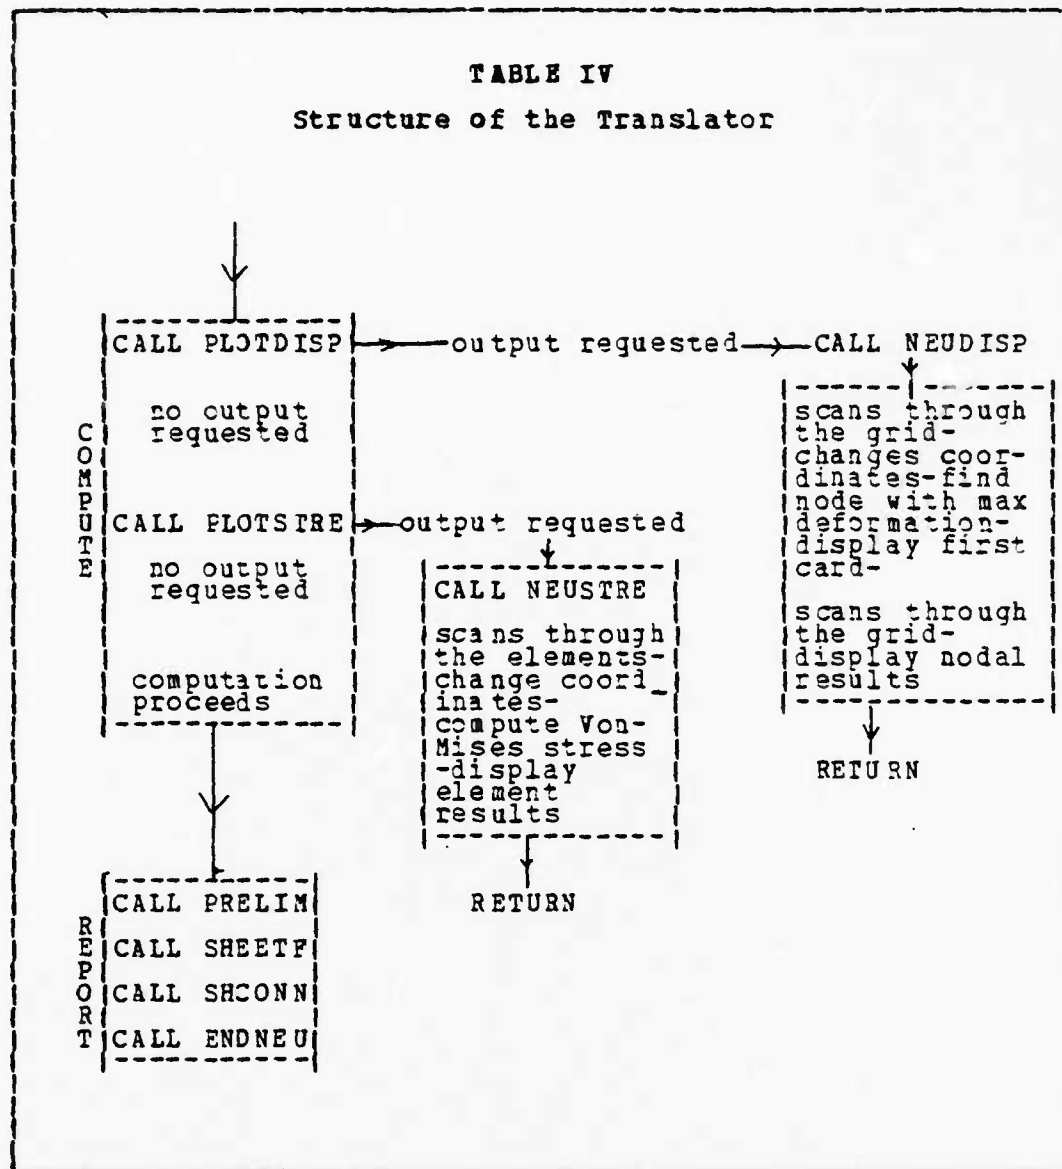 TABLE IV
Structure of the Translator
COMPUTE
CALL PLOTDISP
output requested
CALL NEUDISP
no output
requested
CALL PLOTSTRE
output requested
no output
requested
computation
proceeds
scans through
the grid-
changes coor-
dinates-find
node with max
deformation-
display first
card-
scans through
the grid-
display nodal
results
RETURN
CALL NEUSTRE
scans through
the elements-
change coord_
inates-
compute Von-
Mises stress
-display
element
results
RETURN
REPORT
CALL PRELIM
CALL SHEETF
CALL SHCONN
CALL ENDNEU